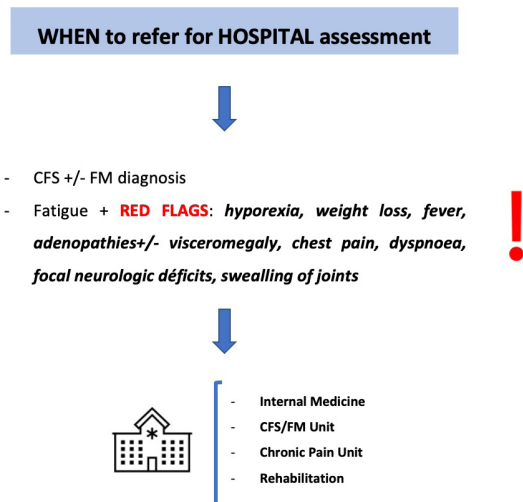 WHEN to refer for HOSPITAL assessment
- CFS +/- FM diagnosis
- Fatigue + RED FLAGS: hyporexia, weight loss, fever,
adenopathies+/- visceromegaly, chest pain, dyspnoea,
focal neurologic déficits, swealling of joints
!
- Internal Medicine
- CFS/FM Unit
- Chronic Pain Unit
- Rehabilitation